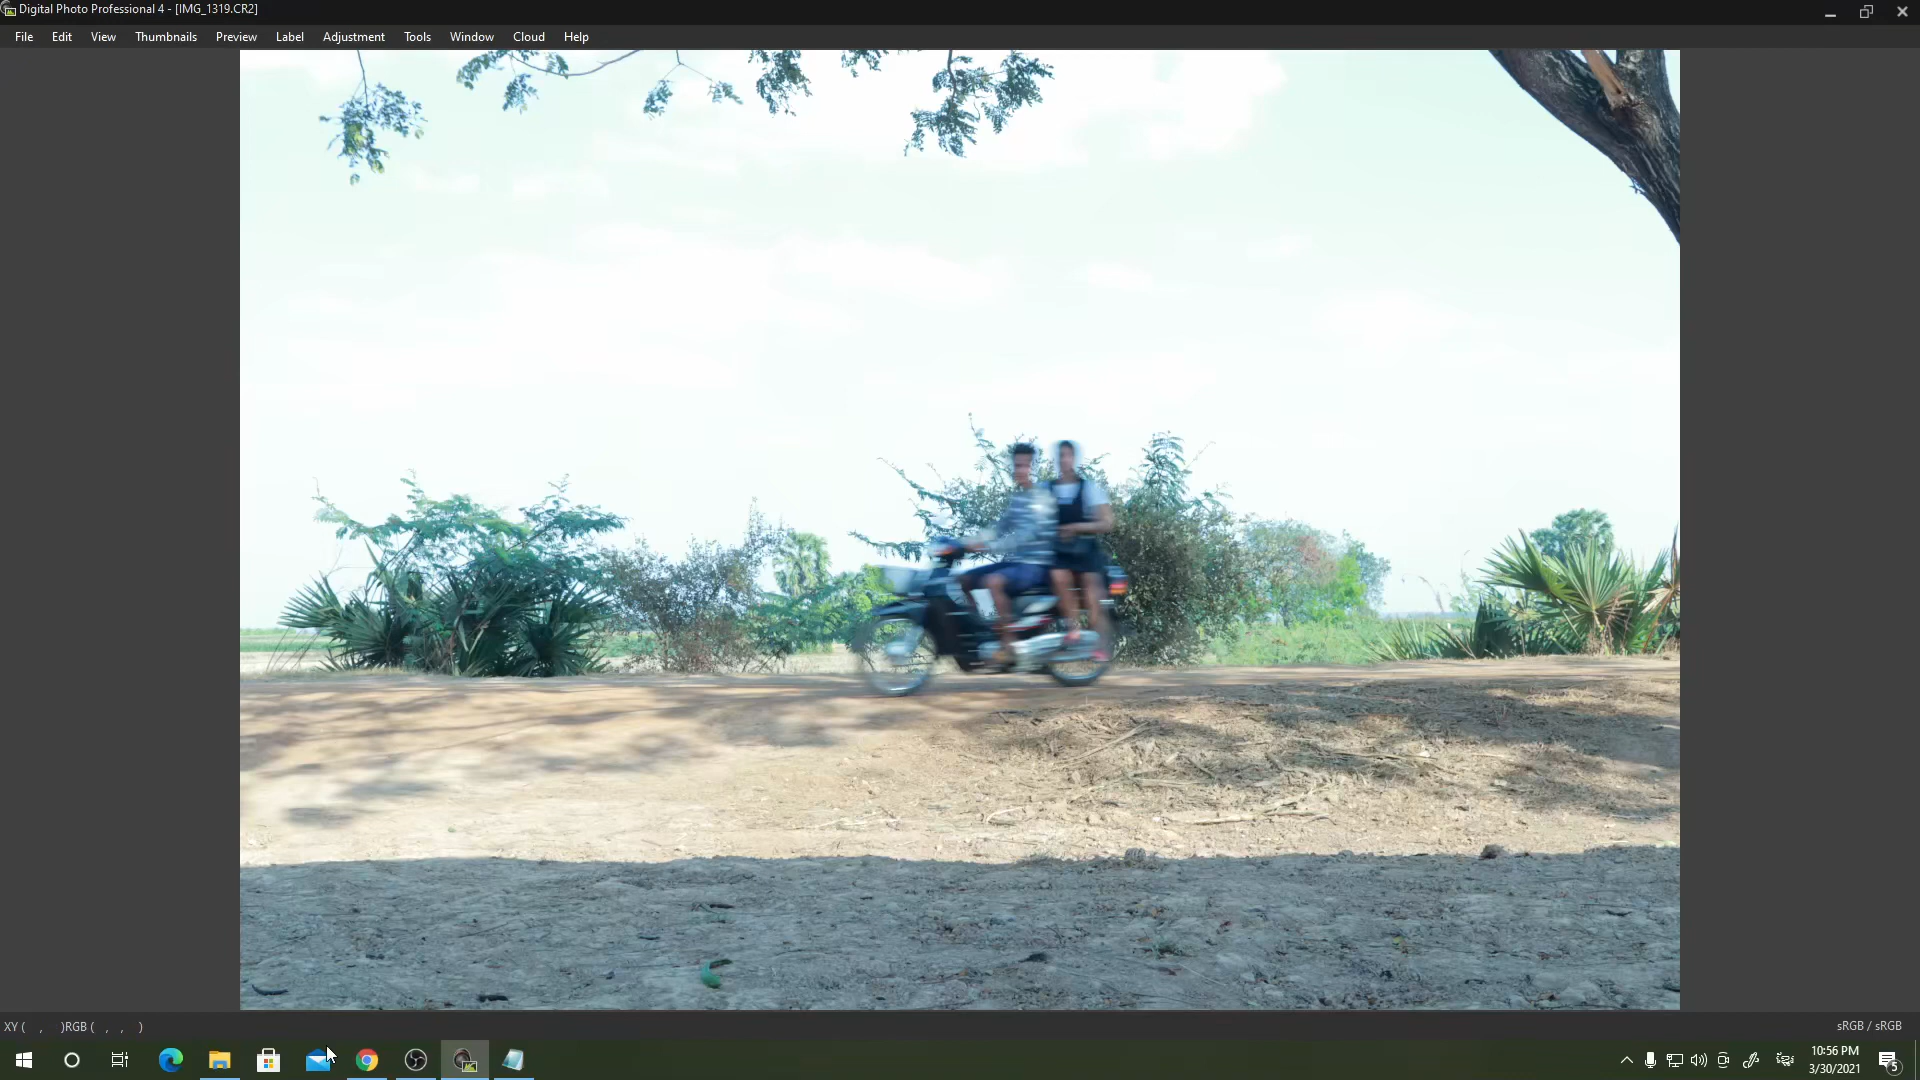 Digital Photo Professional 4 - [IMG_1319.CR2]
File Edit View Thumbnails Preview Label Adjustment Tools Window Cloud Help
XY ( , )RGB ( , , )
sRGB / sRGB
10:56 PM
3/30/2021
5